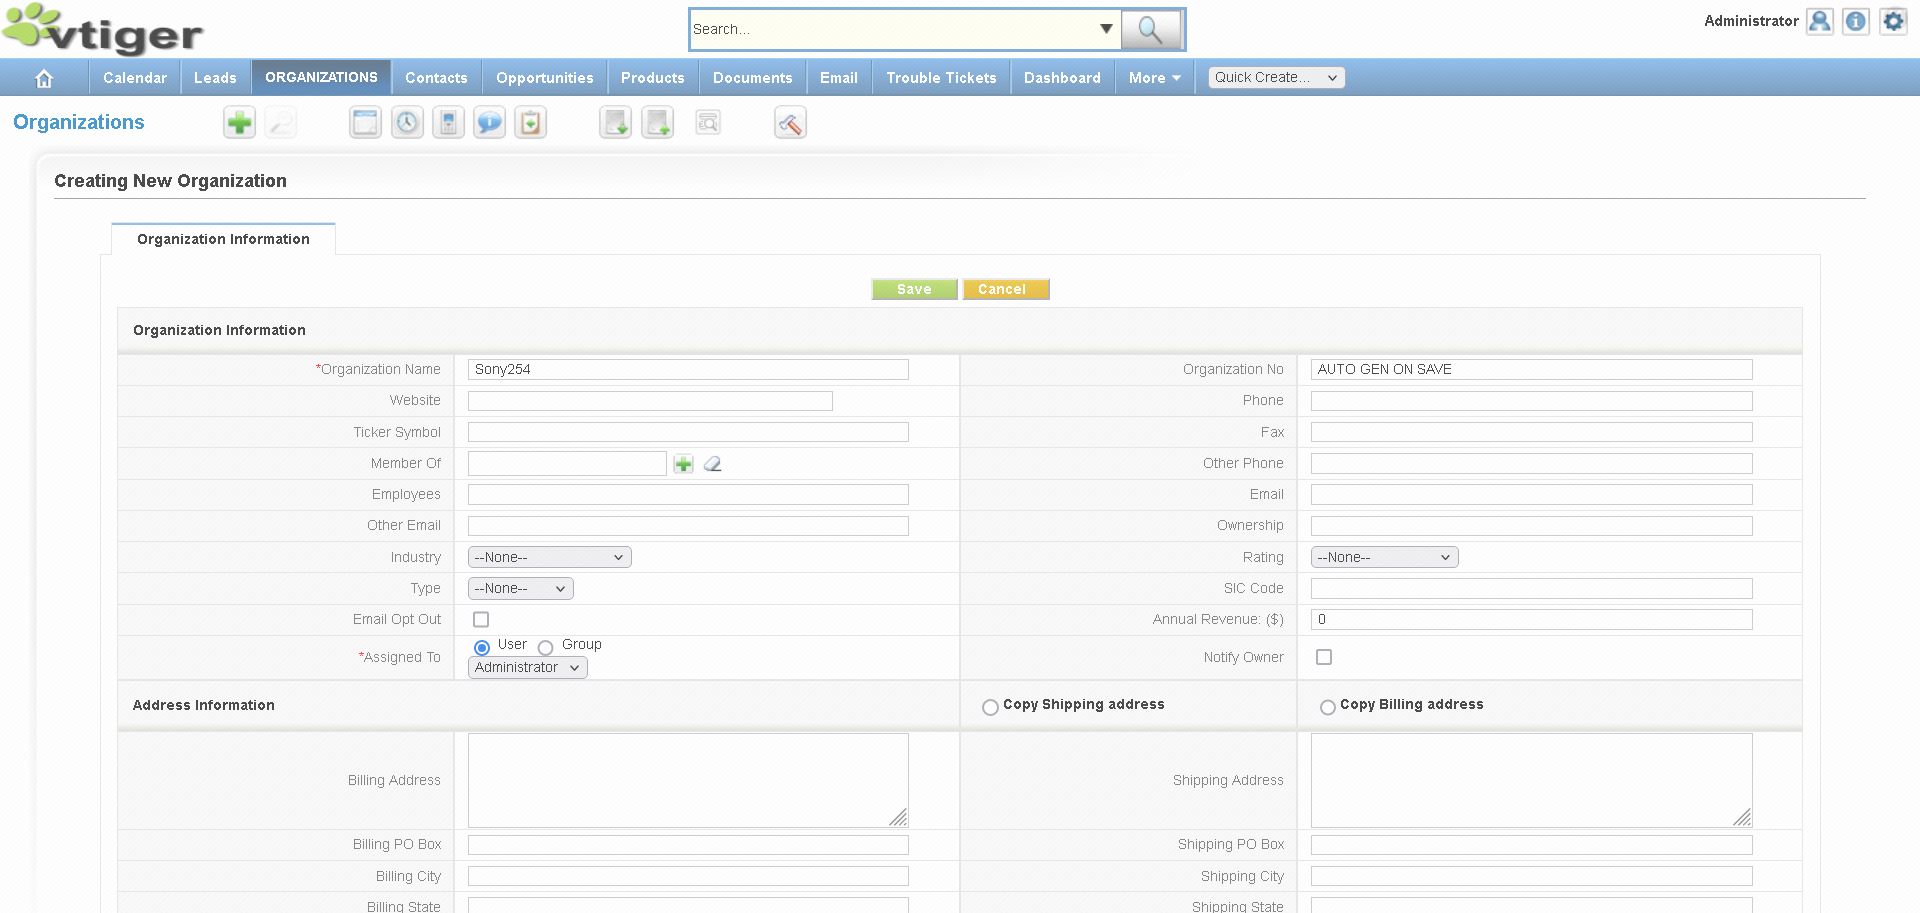 vtiger
Search...
Administrator
Calendar Leads ORGANIZATIONS Contacts Opportunities Products Documents Email Trouble Tickets Dashboard More Quick Create...
Organizations
Creating New Organization
Organization Information
Save Cancel
Organization Information
*Organization Name Sony254 Organization No AUTO GEN ON SAVE
Website Phone
Ticker Symbol Fax
Member Of Other Phone
Employees Email
Other Email Ownership
Industry --None-- Rating --None--
Type --None-- SIC Code
Email Opt Out Annual Revenue: ($) 0
*Assigned To User Group Administrator Notify Owner
Address Information Copy Shipping address Copy Billing address
Billing Address Shipping Address
Billing PO Box Shipping PO Box
Billing City Shipping City
Billing State Shipping State